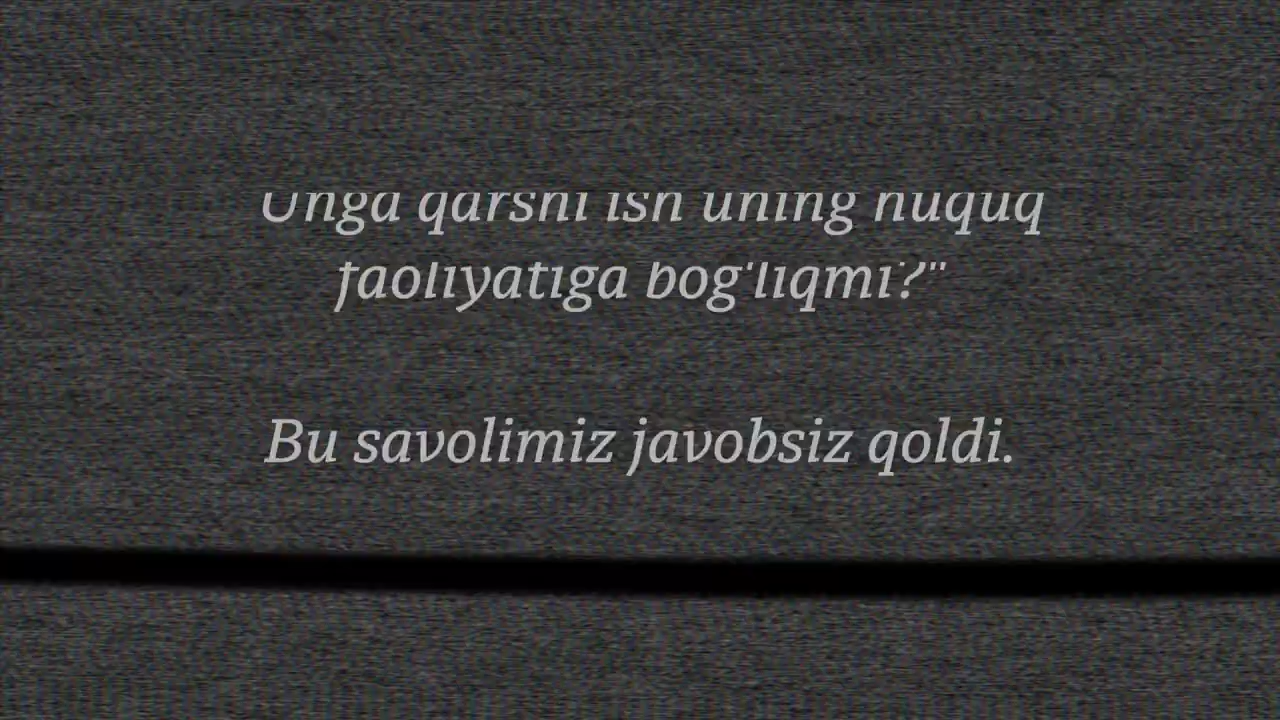 "Unga qarshi ish uning huquq
faoliyatiga bog'liqmi?"
Bu savolimiz javobsiz qoldi.